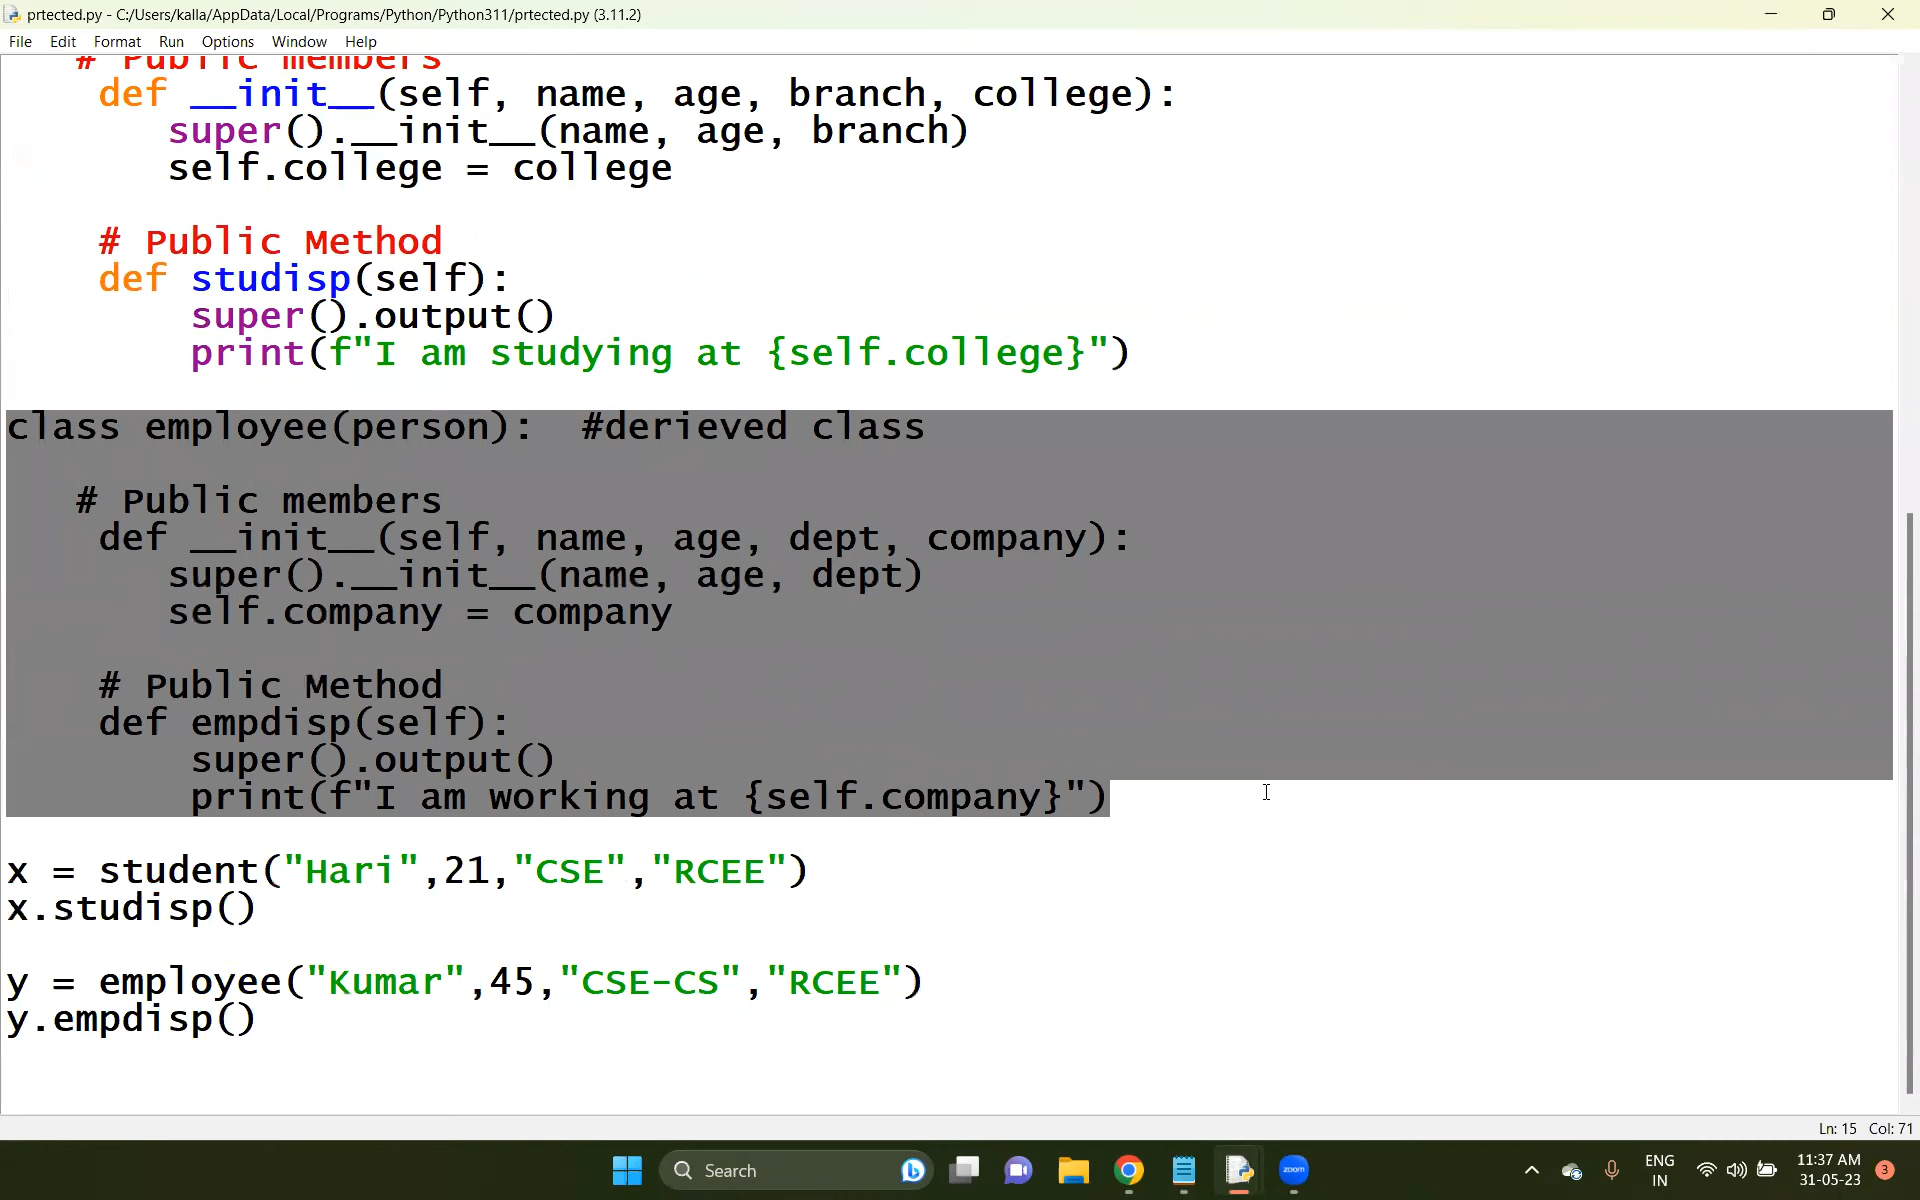 prtected.py - C:/Users/kalla/AppData/Local/Programs/Python/Python311/prtected.py (3.11.2)
File Edit Format Run Options Window Help
# Public members
def __init__(self, name, age, branch, college):
super().__init__(name, age, branch)
self.college = college
# Public Method
def studisp(self):
super().output()
print(f"I am studying at {self.college}")
class employee(person):  #derieved class
# Public members
def __init__(self, name, age, dept, company):
super().__init__(name, age, dept)
self.company = company
# Public Method
def empdisp(self):
super().output()
print(f"I am working at {self.company}")
x = student("Hari",21,"CSE","RCEE")
x.studisp()
y = employee("Kumar",45,"CSE-CS","RCEE")
y.empdisp()
Ln: 15 Col: 71
Search
zoom
ENG
IN
11:37 AM
31-05-23
3